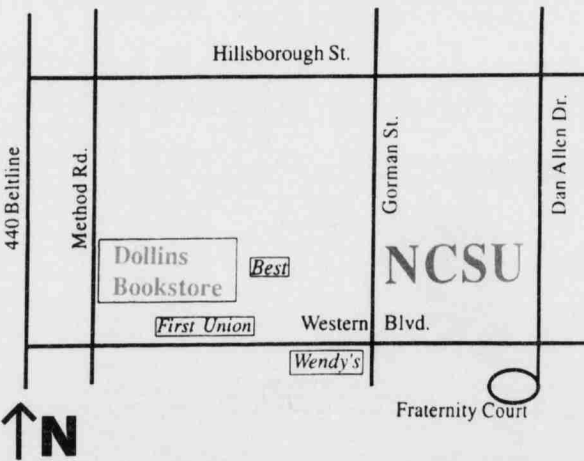 Hillsborough St.
440 Beltline
Method Rd.
Gorman St.
Dan Allen Dr.
Dollins
Bookstore
Best
NCSU
First Union
Western Blvd.
Wendy's
Fraternity Court
N